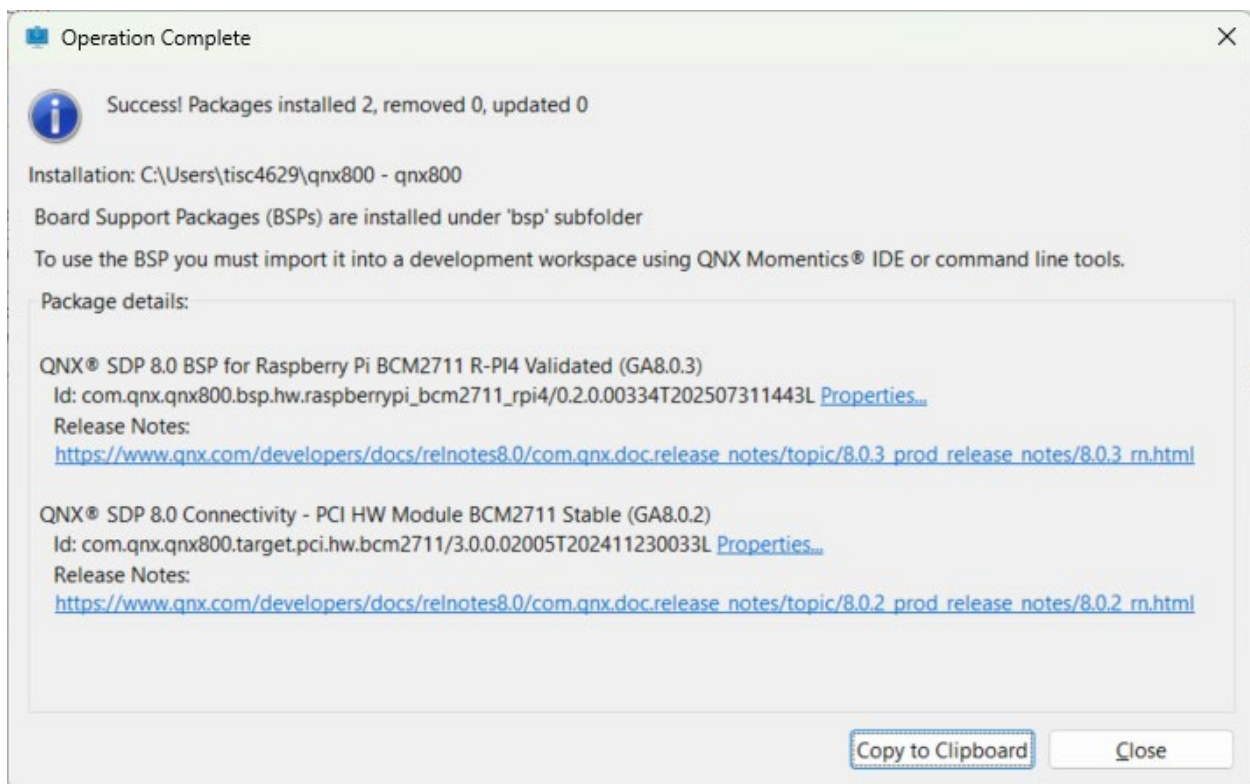 Operation Complete
Success! Packages installed 2, removed 0, updated 0
Installation: C:\Users\tisc4629\qnx800 - qnx800
Board Support Packages (BSPs) are installed under 'bsp' subfolder
To use the BSP you must import it into a development workspace using QNX Momentics® IDE or command line tools.
Package details:
QNX® SDP 8.0 BSP for Raspberry Pi BCM2711 R-PI4 Validated (GA8.0.3)
Id: com.qnx.qnx800.bsp.hw.raspberrypi_bcm2711_rpi4/0.2.0.00334T202507311443L Properties...
Release Notes:
https://www.qnx.com/developers/docs/relnotes8.0/com.qnx.doc.release_notes/topic/8.0.3_prod_release_notes/8.0.3_rn.html
QNX® SDP 8.0 Connectivity - PCI HW Module BCM2711 Stable (GA8.0.2)
Id: com.qnx.qnx800.target.pci.hw.bcm2711/3.0.0.02005T202411230033L Properties...
Release Notes:
https://www.qnx.com/developers/docs/relnotes8.0/com.qnx.doc.release_notes/topic/8.0.2_prod_release_notes/8.0.2_rn.html
Copy to Clipboard Close